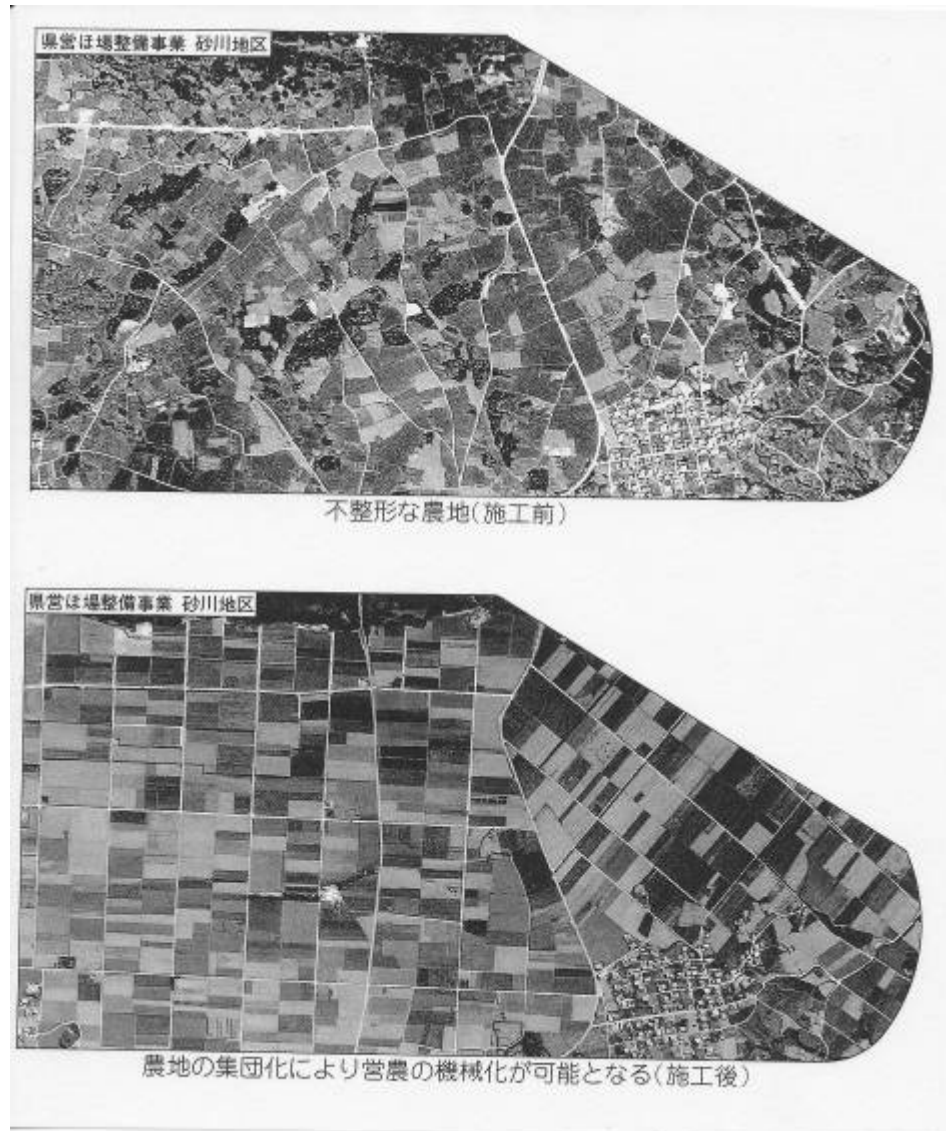 県営ほ場整備事業 砂川地区
不整形な農地(施工前)
県営ほ場整備事業 砂川地区
農地の集団化により営農の機械化が可能となる(施工後)